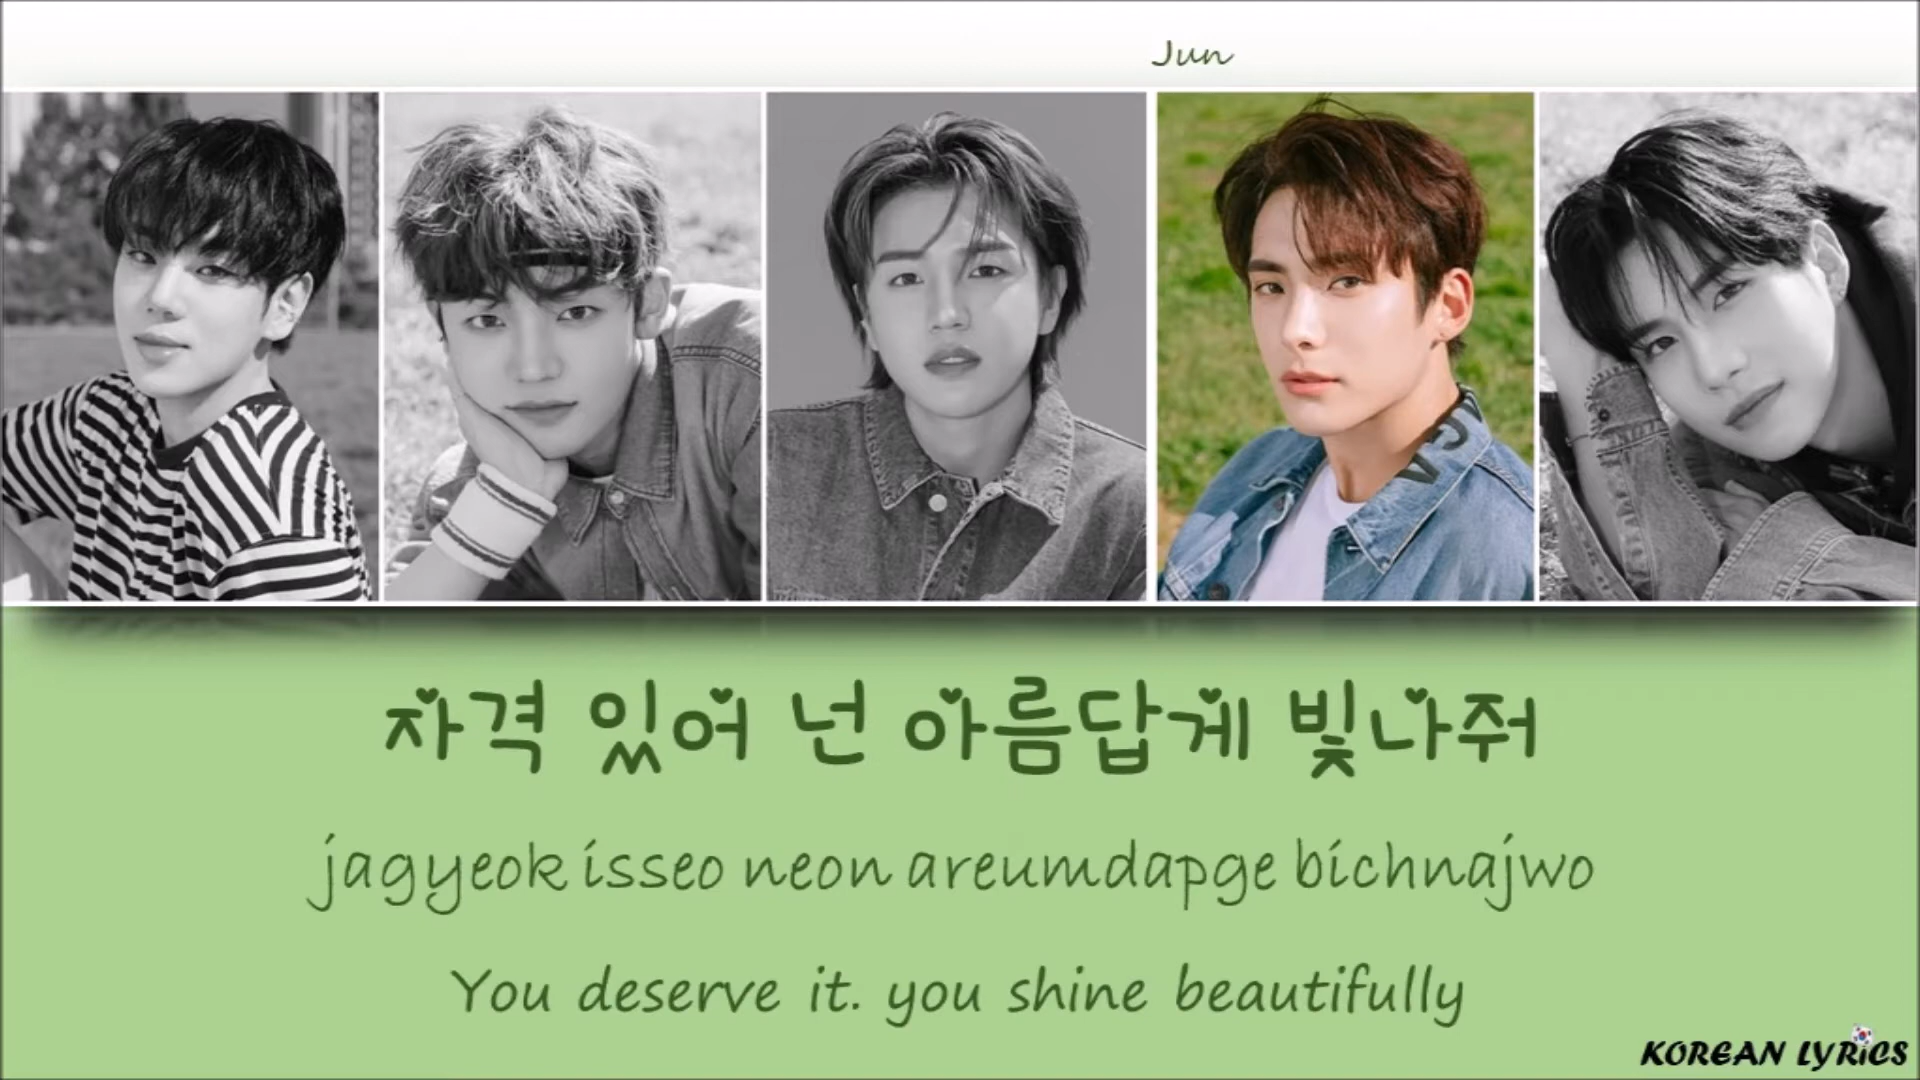 Jun
자격 있어 넌 아름답게 빛나줘
jagyeok isseo neon areumdapge bichnajwo
You deserve it. you shine beautifully
KOREAN LYRiCS